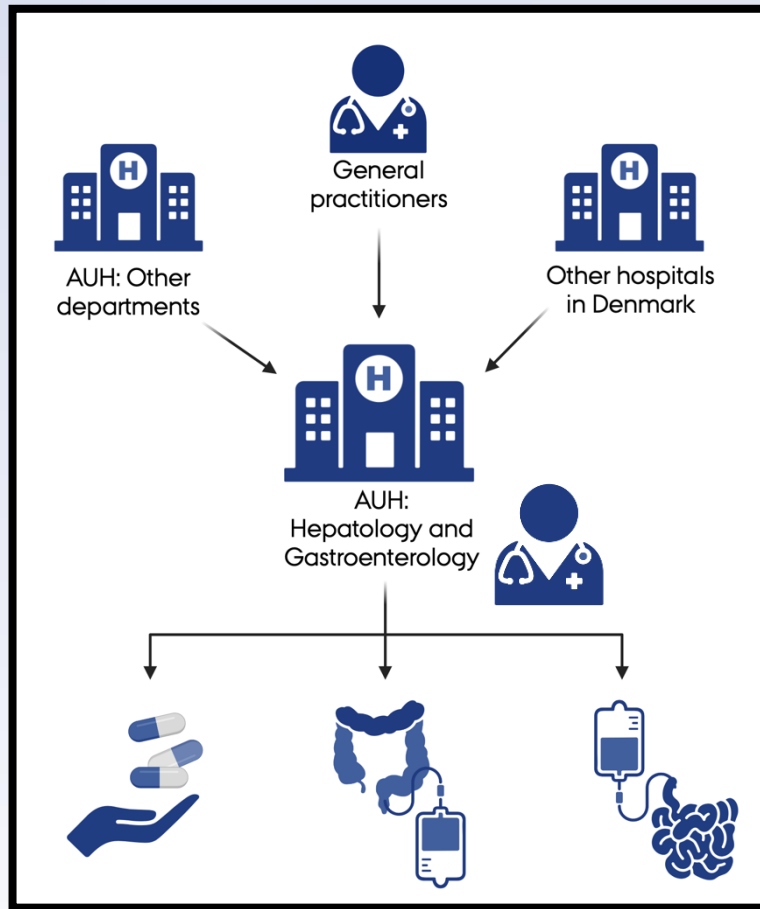 H
General
practitioners
H
AUH: Other
departments
H
Other hospitals
in Denmark
H
AUH:
Hepatology and
Gastroenterology